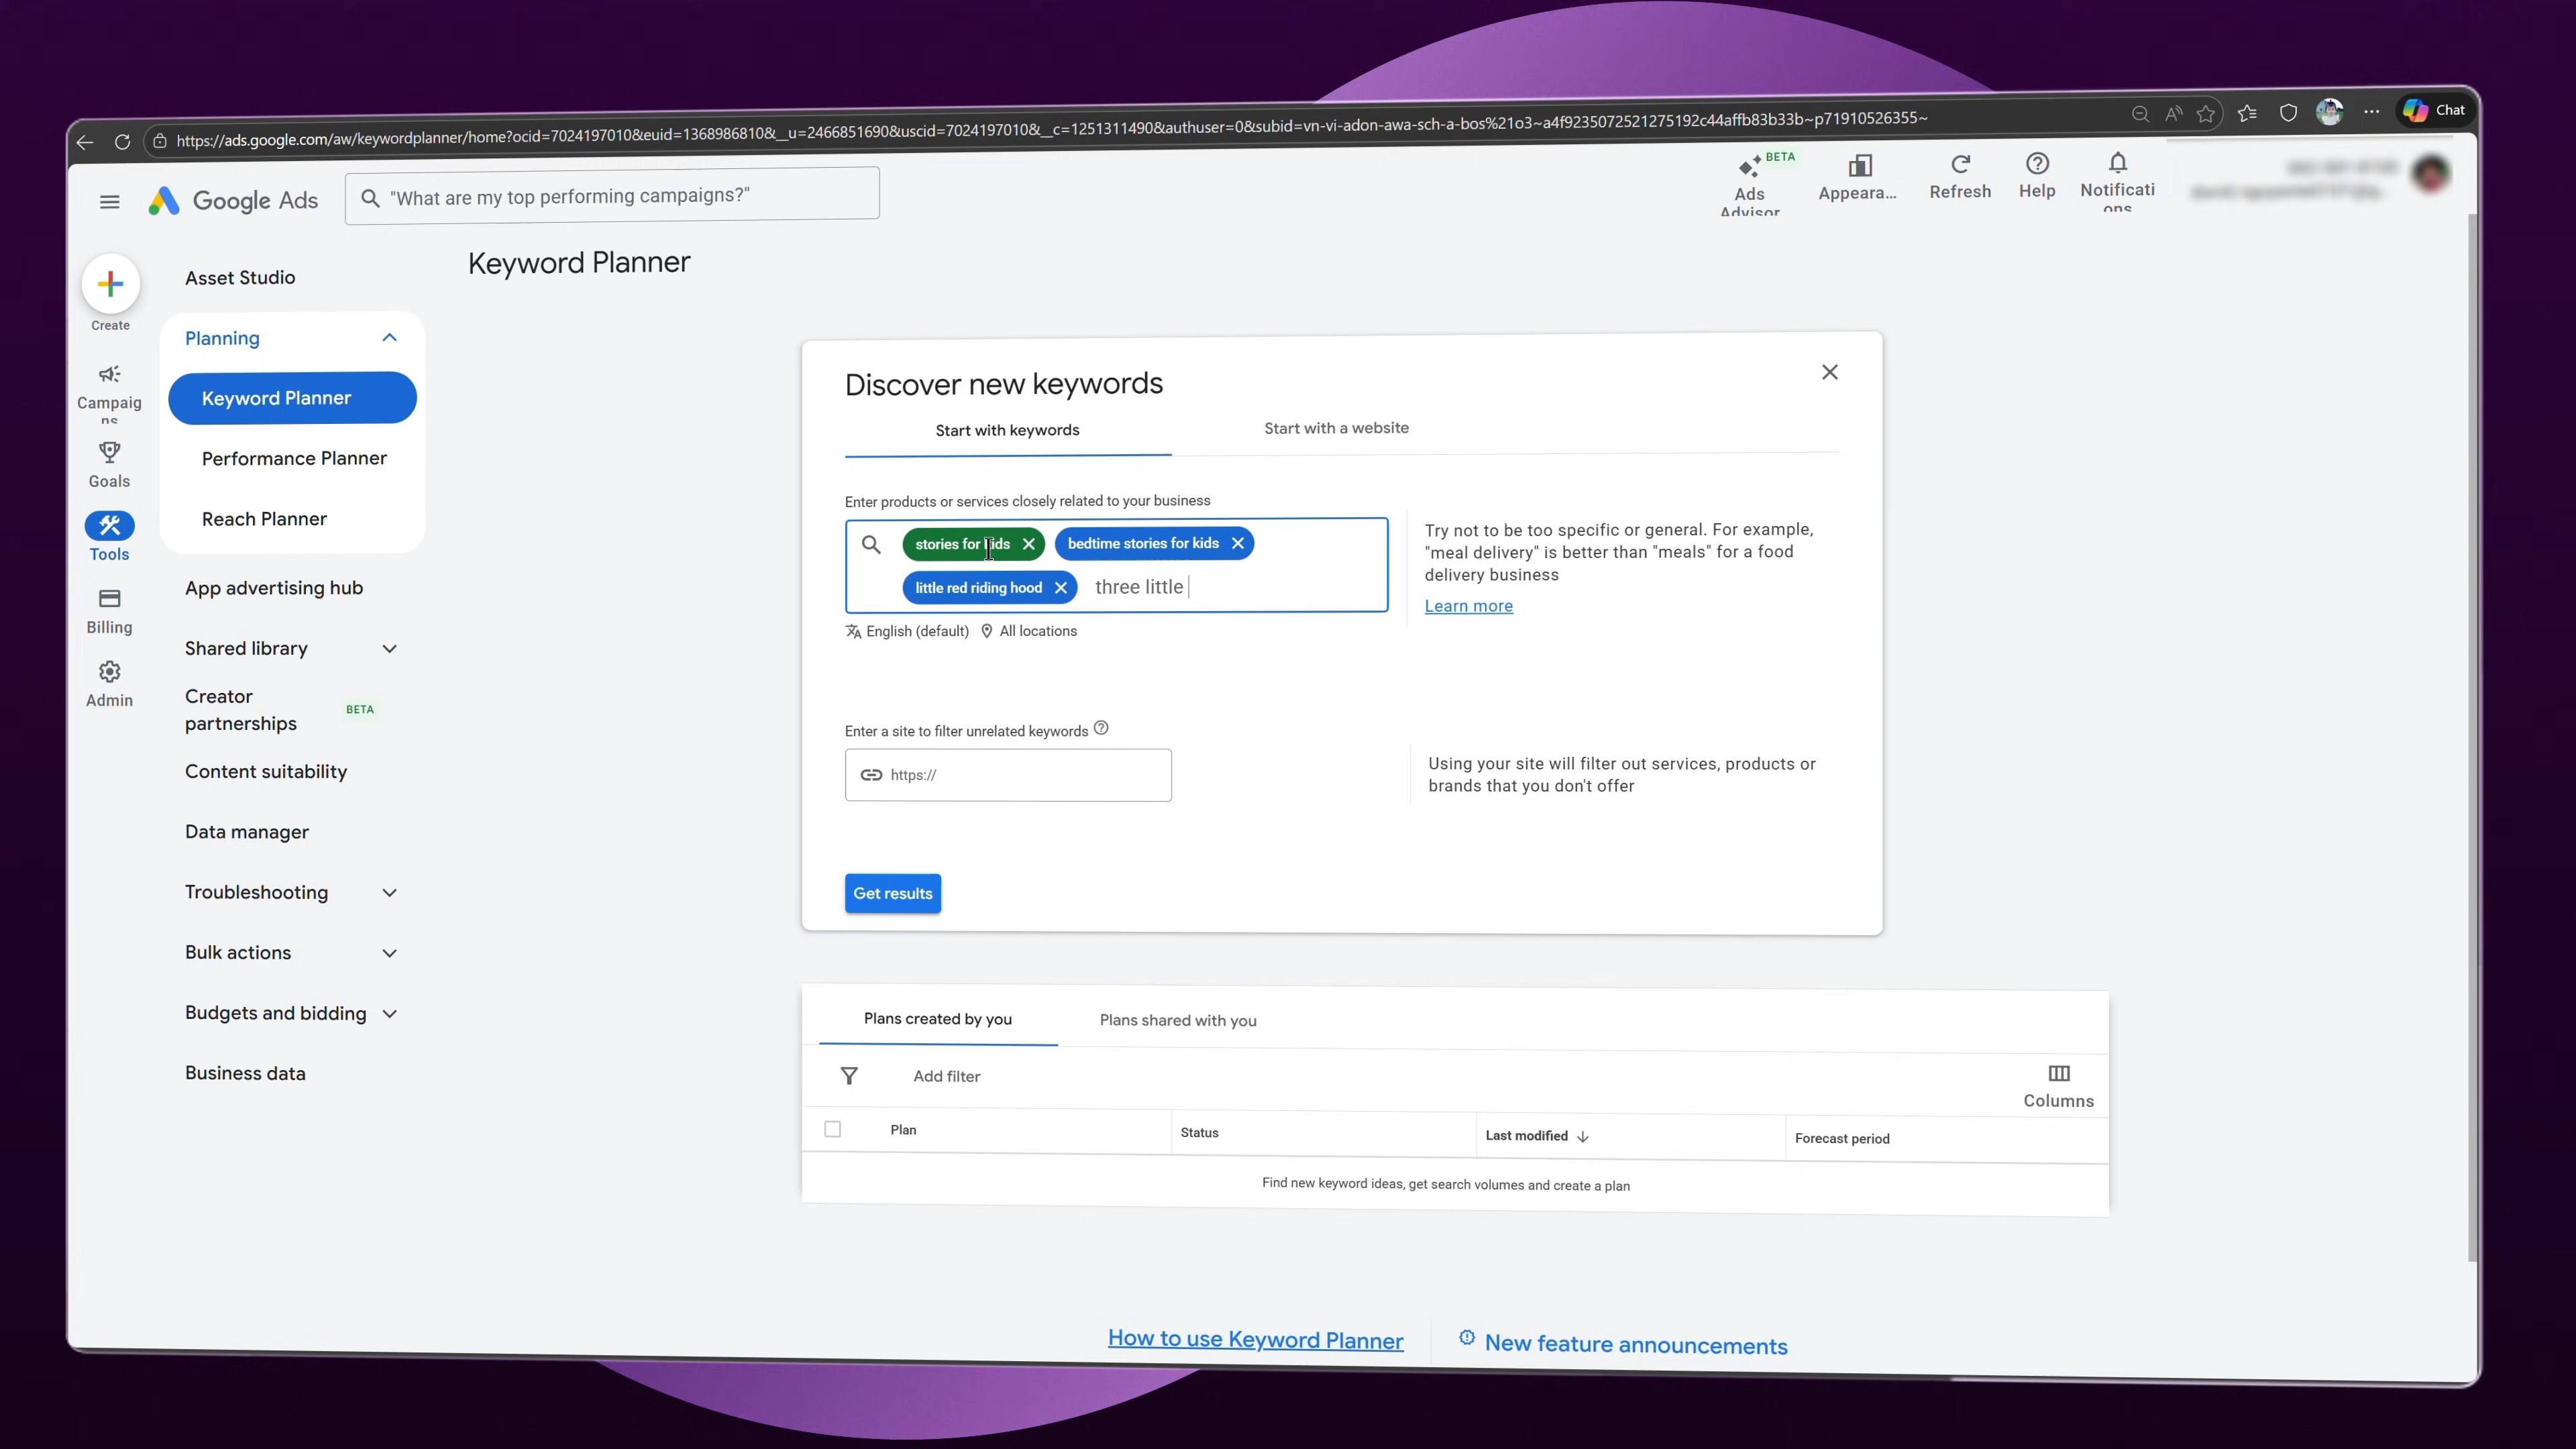 https://ads.google.com/aw/keywordplanner/home?ocid=7024197010&euid=1368986810&__u=2466851690&uscid=7024197010&__c=1251311490&authuser=0&subid=vn-vi-adon-awa-sch-a-bos%21o3~a4f9235072521275192c44affb83b33b~p71910526355~
Chat
Google Ads
"What are my top performing campaigns?"
BETA
Ads
Advisor
Appeara...
Refresh
Help
Notificati
ons
Create
Campaig
ns
Goals
Tools
Billing
Admin
Asset Studio
Planning
Keyword Planner
Performance Planner
Reach Planner
App advertising hub
Shared library
Creator
partnerships
BETA
Content suitability
Data manager
Troubleshooting
Bulk actions
Budgets and bidding
Business data
Keyword Planner
Discover new keywords
Start with keywords
Start with a website
Enter products or services closely related to your business
stories for kids
bedtime stories for kids
little red riding hood
three little
English (default)
All locations
Try not to be too specific or general. For example,
"meal delivery" is better than "meals" for a food
delivery business
Learn more
Enter a site to filter unrelated keywords
https://
Using your site will filter out services, products or
brands that you don't offer
Get results
Plans created by you
Plans shared with you
Add filter
Columns
Plan
Status
Last modified
Forecast period
Find new keyword ideas, get search volumes and create a plan
How to use Keyword Planner
New feature announcements